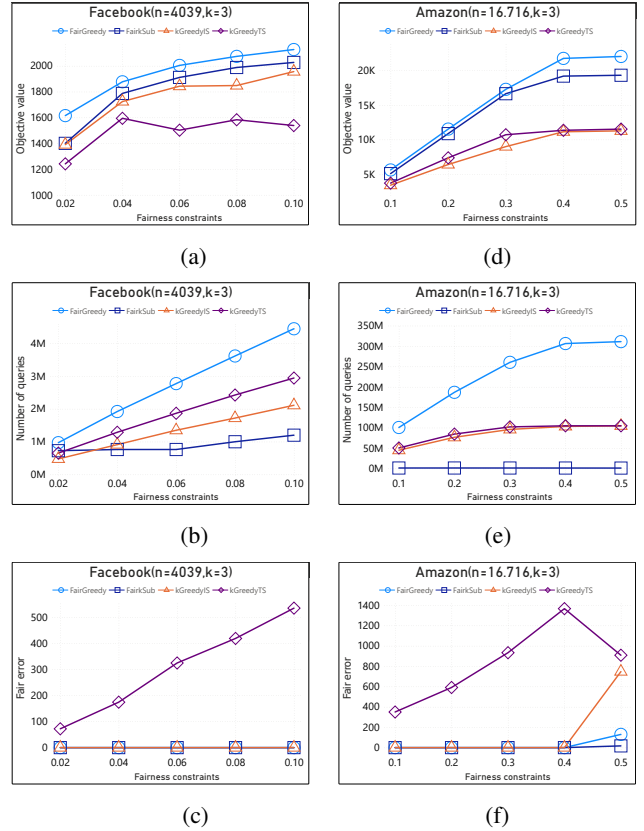 Facebook(n=4039,k=3)
FairGreedy FairkSub kGreedyIS kGreedyTS
Objective value
2000
1800
1600
1400
1200
1000
0.02 0.04 0.06 0.08 0.10
Fairness constraints
(a)
Amazon(n=16.716,k=3)
FairGreedy FairkSub kGreedyIS kGreedyTS
Objective value
20K
15K
10K
5K
0.1 0.2 0.3 0.4 0.5
Fairness constraints
(d)
Facebook(n=4039,k=3)
FairGreedy FairkSub kGreedyIS kGreedyTS
Number of queries
4M
3M
2M
1M
0M
0.02 0.04 0.06 0.08 0.10
Fairness constraints
(b)
Amazon(n=16.716,k=3)
FairGreedy FairkSub kGreedyIS kGreedyTS
Number of queries
350M
300M
250M
200M
150M
100M
50M
0M
0.1 0.2 0.3 0.4 0.5
Fairness constraints
(e)
Facebook(n=4039,k=3)
FairGreedy FairkSub kGreedyIS kGreedyTS
Fair error
500
400
300
200
100
0
0.02 0.04 0.06 0.08 0.10
Fairness constraints
(c)
Amazon(n=16.716,k=3)
FairGreedy FairkSub kGreedyIS kGreedyTS
Fair error
1400
1200
1000
800
600
400
200
0
0.1 0.2 0.3 0.4 0.5
Fairness constraints
(f)